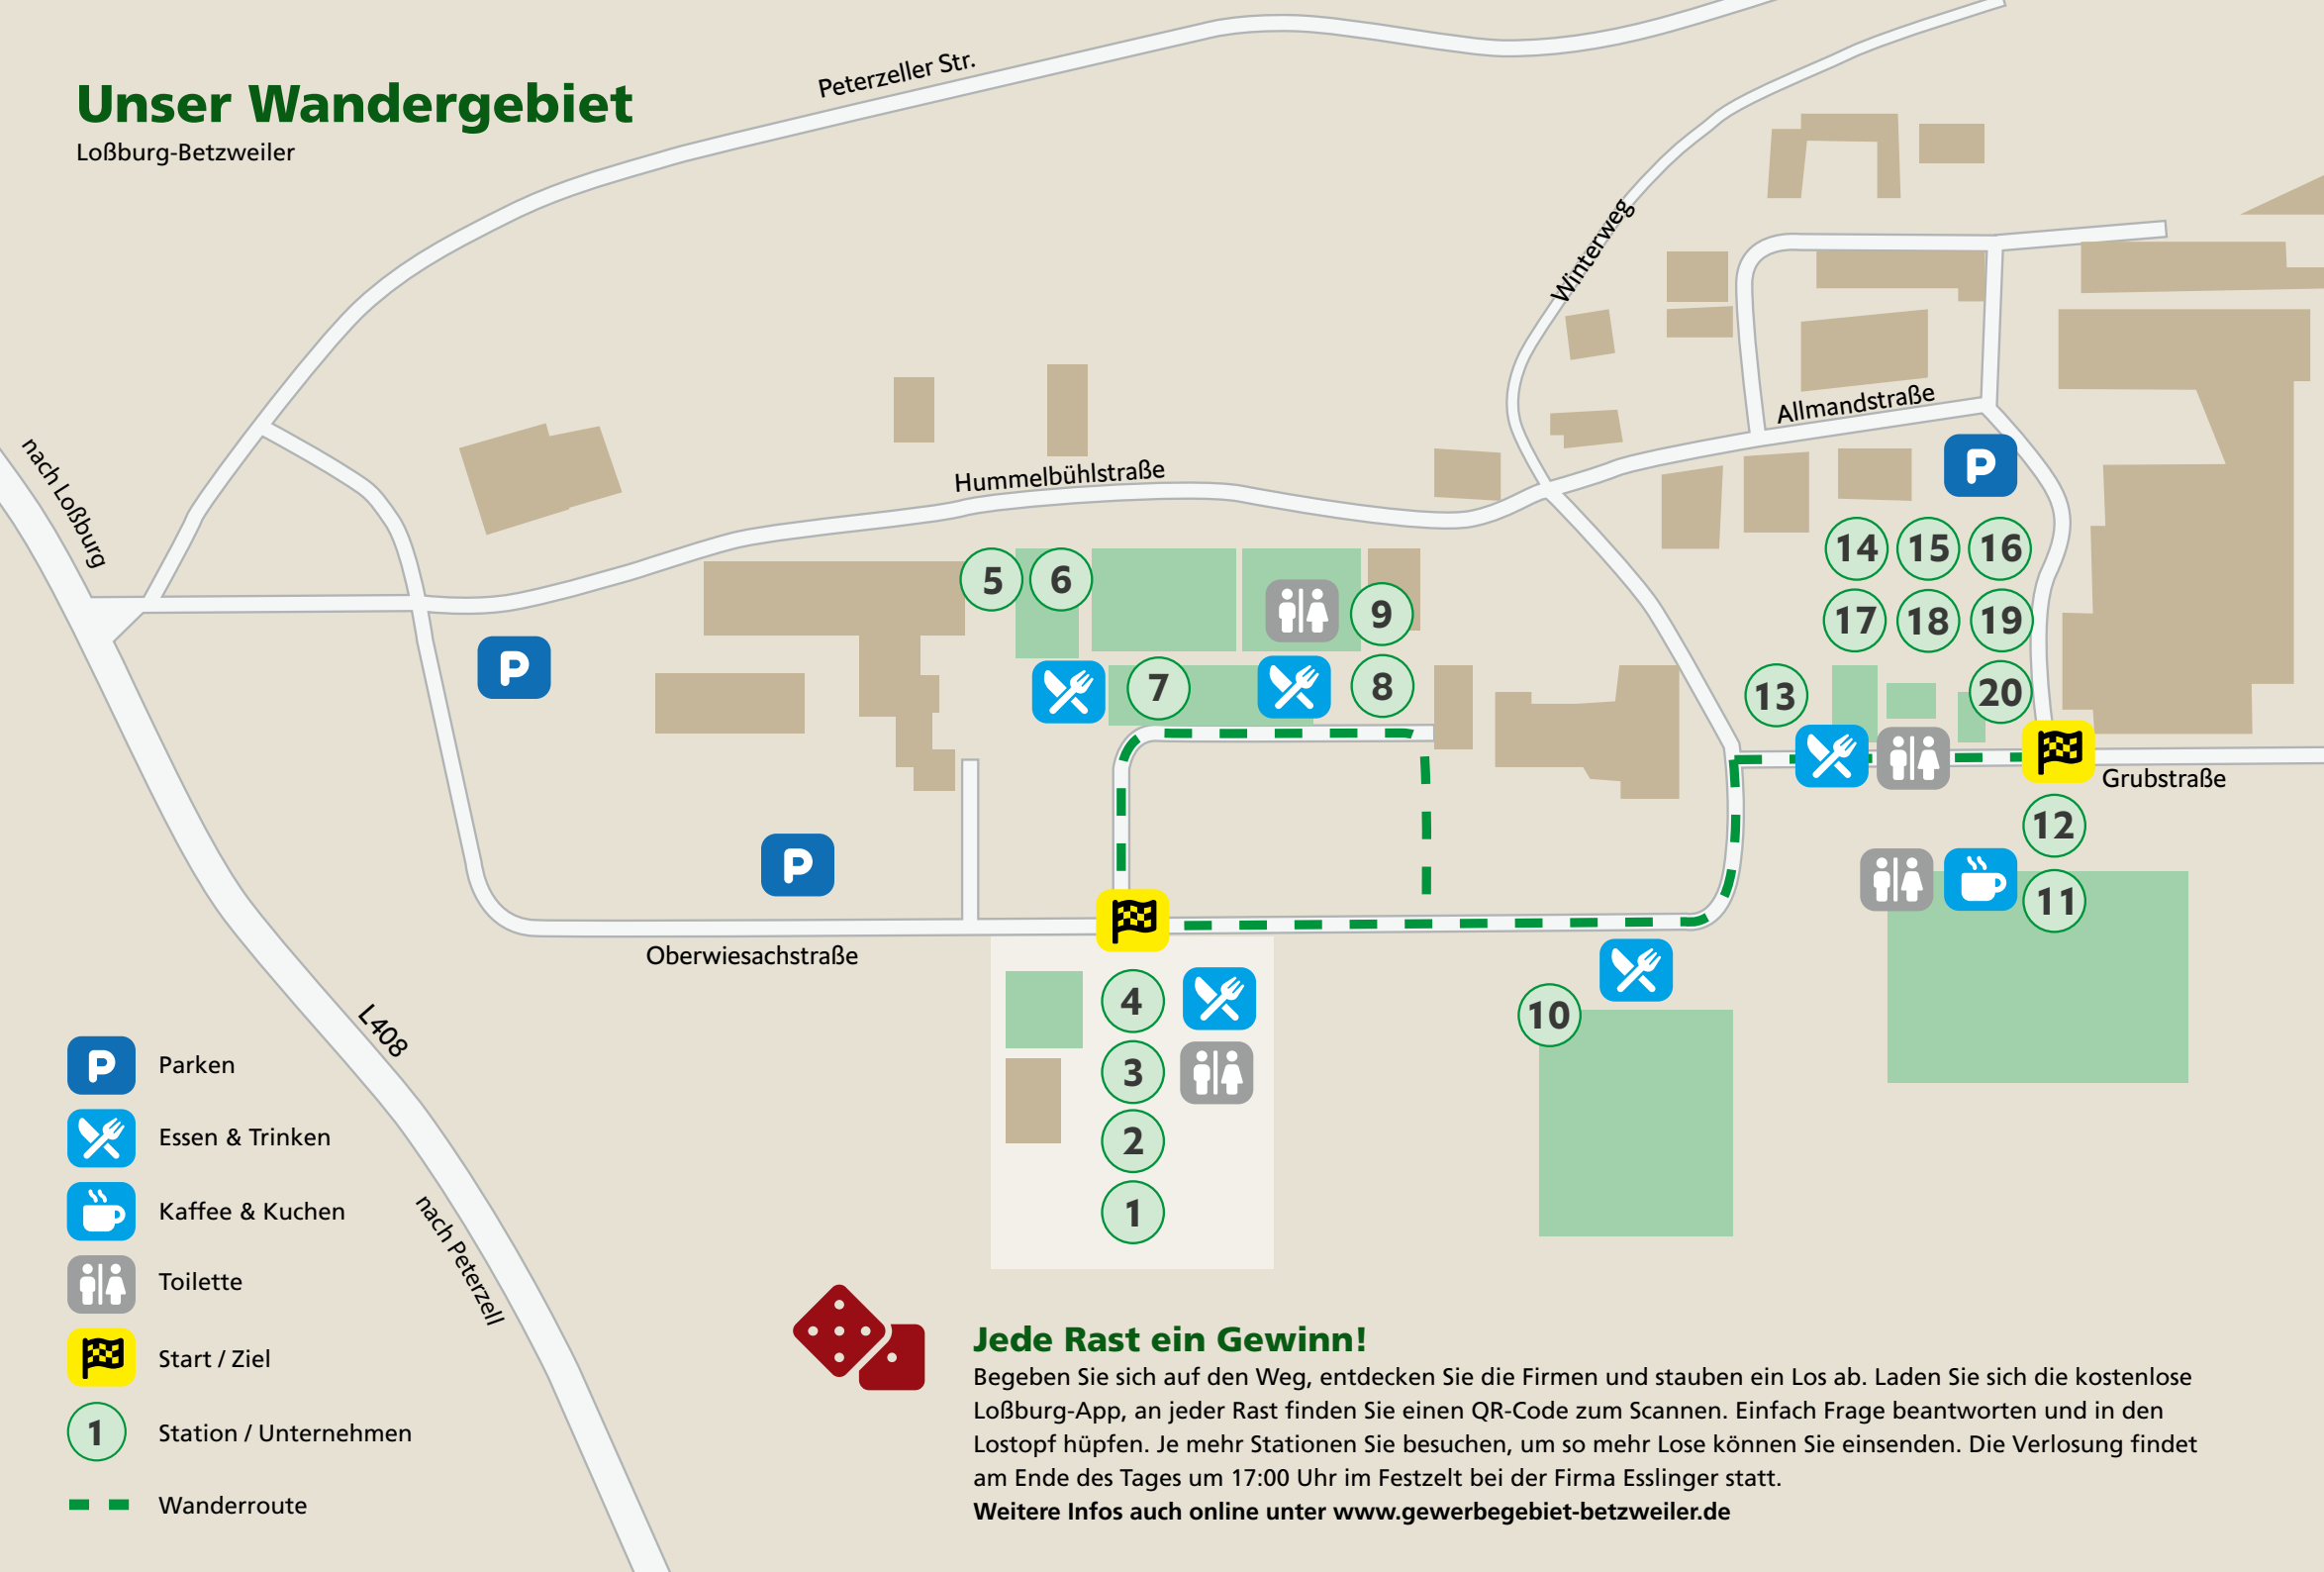 Unser Wandergebiet
Loßburg-Betzweiler
Peterzeller Str.
Winterweg
nach Loßburg
Hummelbühlstraße
Allmandstraße
P
14 15 16
5 6
9
17 18 19
P
7
8
13
20
Grubstraße
12
P
11
Oberwiesachstraße
4
10
L408
3
2
1
nach Peterzell
P Parken
Essen & Trinken
Kaffee & Kuchen
Toilette
Start / Ziel
1 Station / Unternehmen
Wanderroute
Jede Rast ein Gewinn!
Begeben Sie sich auf den Weg, entdecken Sie die Firmen und stauben ein Los ab. Laden Sie sich die kostenlose
Loßburg-App, an jeder Rast finden Sie einen QR-Code zum Scannen. Einfach Frage beantworten und in den
Lostopf hüpfen. Je mehr Stationen Sie besuchen, um so mehr Lose können Sie einsenden. Die Verlosung findet
am Ende des Tages um 17:00 Uhr im Festzelt bei der Firma Esslinger statt.
Weitere Infos auch online unter www.gewerbegebiet-betzweiler.de